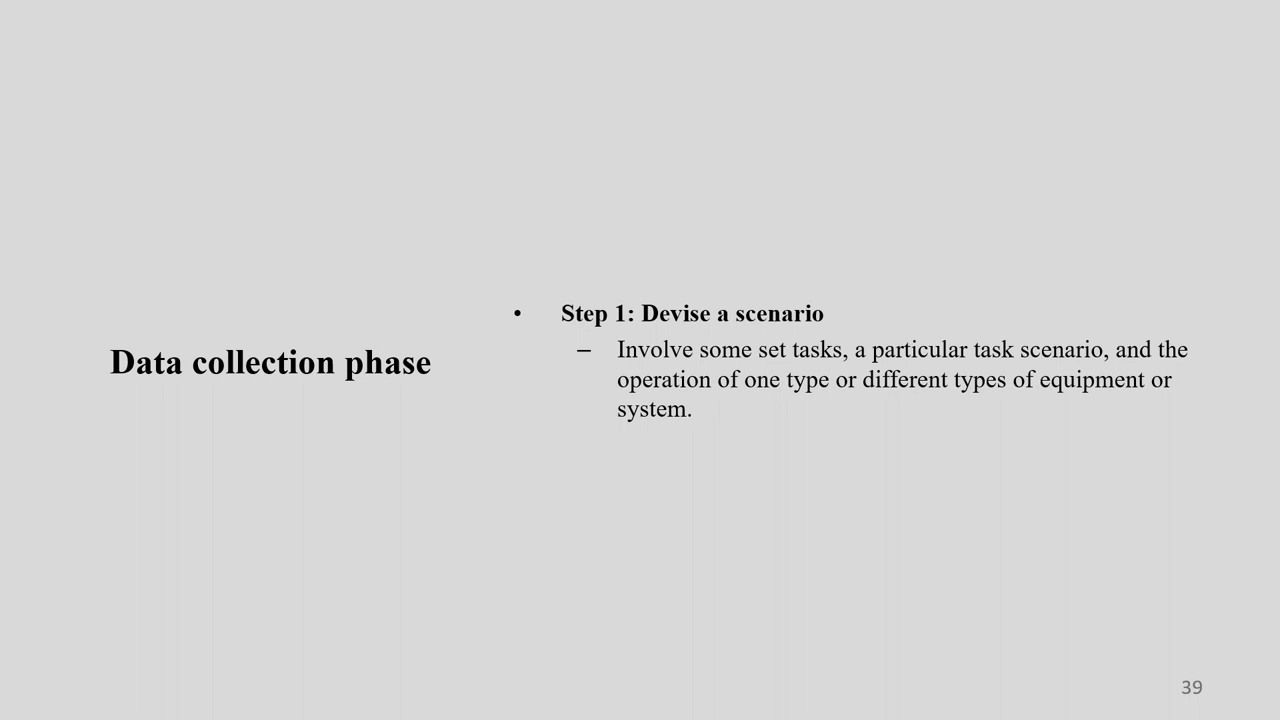 Data collection phase
• Step 1: Devise a scenario
– Involve some set tasks, a particular task scenario, and the
operation of one type or different types of equipment or
system.
39